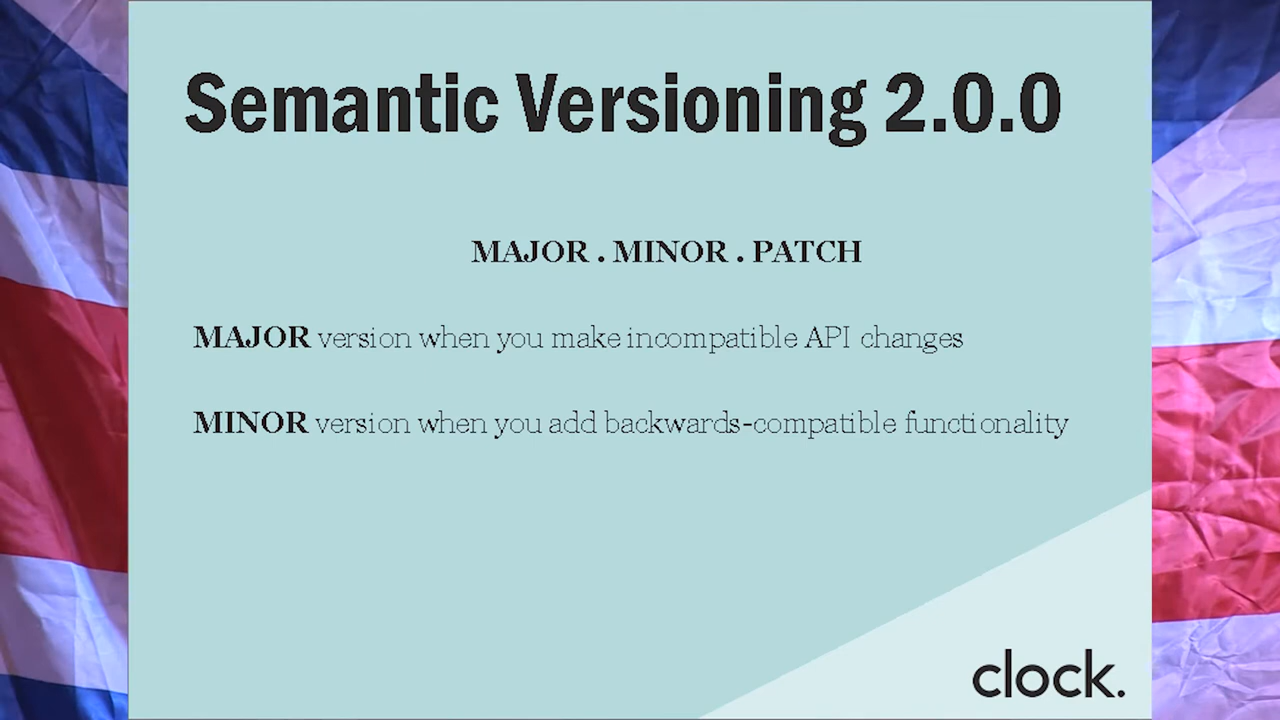 Semantic Versioning 2.0.0
MAJOR . MINOR . PATCH
MAJOR version when you make incompatible API changes
MINOR version when you add backwards-compatible functionality
clock.